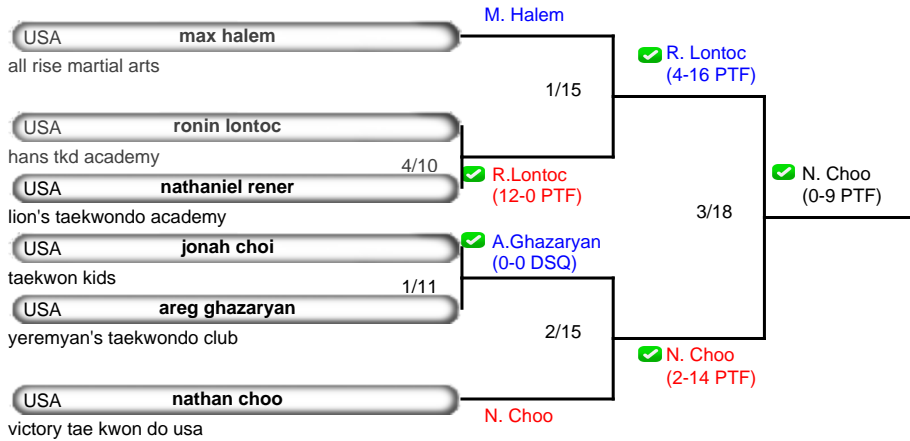 M. Halem
USA max halem
all rise martial arts
R. Lontoc
(4-16 PTF)
1/15
USA ronin lontoc
hans tkd academy
4/10
R.Lontoc
(12-0 PTF)
USA nathaniel rener
lion's taekwondo academy
N. Choo
(0-9 PTF)
3/18
USA jonah choi
taekwon kids
A.Ghazaryan
(0-0 DSQ)
1/11
USA areg ghazaryan
yeremyan's taekwondo club
2/15
N. Choo
(2-14 PTF)
USA nathan choo
victory tae kwon do usa
N. Choo